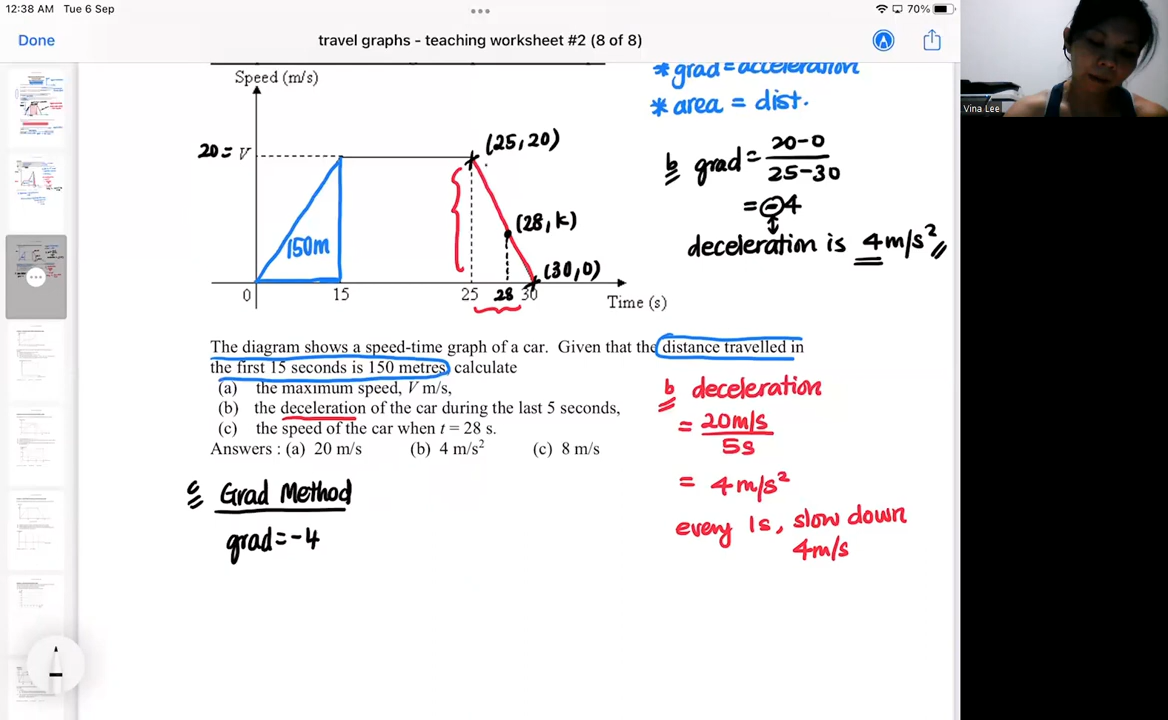 12:38 AM Tue 6 Sep
70%
Done
travel graphs - teaching worksheet #2 (8 of 8)
Vina Lee
Speed (m/s)
* grad = acceleration
* area = dist.
20 = V
(25, 20)
(28, k)
(30, 0)
150m
0 15 25 28 30
Time (s)
b grad = 20-0
25-30
= -4
deceleration is 4m/s²
The diagram shows a speed-time graph of a car. Given that the distance travelled in
the first 15 seconds is 150 metres, calculate
(a) the maximum speed, V m/s,
(b) the deceleration of the car during the last 5 seconds,
(c) the speed of the car when t = 28 s.
Answers : (a) 20 m/s (b) 4 m/s² (c) 8 m/s
b deceleration
= 20m/s
5s
= 4 m/s²
every 1s, slow down
4m/s
c Grad Method
grad = -4